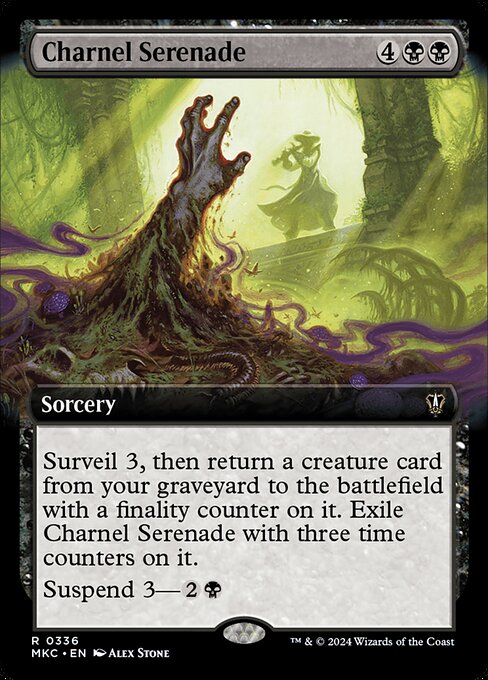 Charnel Serenade 4
Sorcery
Surveil 3, then return a creature card
from your graveyard to the battlefield
with a finality counter on it. Exile
Charnel Serenade with three time
counters on it.
Suspend 3—2
R 0336
MKC • EN ALEX STONE
™ & © 2024 Wizards of the Coast